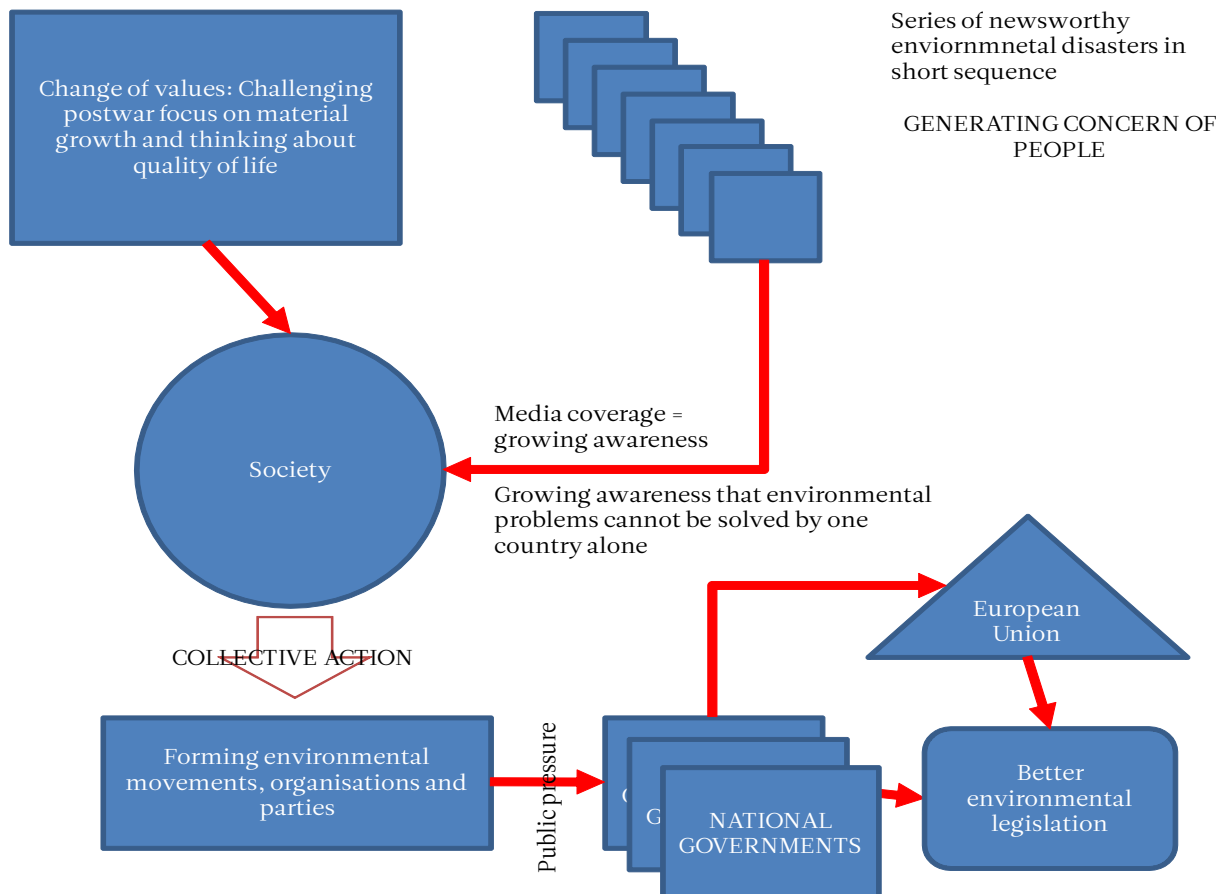 Change of values: Challenging
postwar focus on material
growth and thinking about
quality of life
Series of newsworthy
enviornmnetal disasters in
short sequence
GENERATING CONCERN OF
PEOPLE
Society
Media coverage =
growing awareness
Growing awareness that environmental
problems cannot be solved by one
country alone
European
Union
COLLECTIVE ACTION
Forming environmental
movements, organisations and
parties
Public pressure
NATIONAL
GOVERNMENTS
Better
environmental
legislation